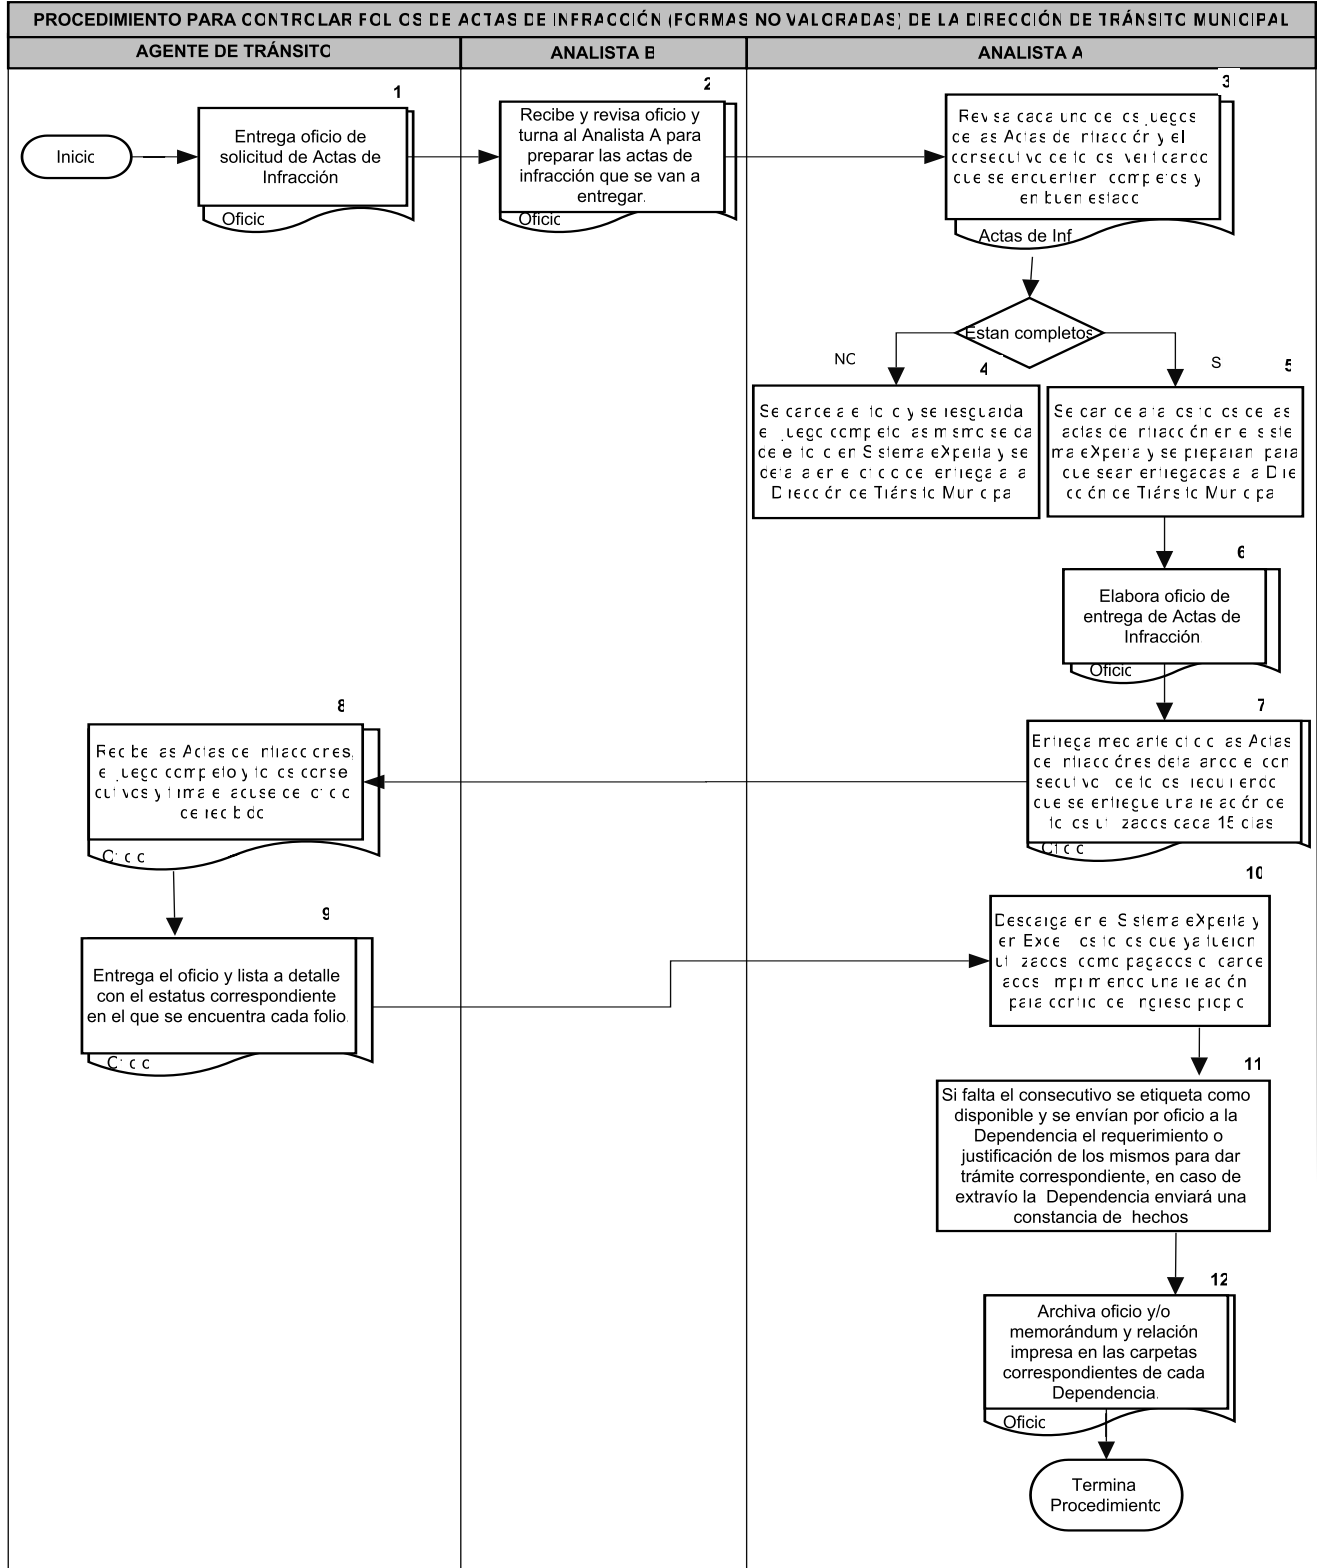 PROCEDIMIENTO PARA CONTROLAR FOLIOS DE ACTAS DE INFRACCIÓN (FORMAS NO VALORADAS) DE LA DIRECCIÓN DE TRÁNSITO MUNICIPAL
AGENTE DE TRÁNSITO
ANALISTA B
ANALISTA A
Inicio
1
Entrega oficio de
solicitud de Actas de
Infracción
Oficio
2
Recibe y revisa oficio y
turna al Analista A para
preparar las actas de
infracción que se van a
entregar.
Oficio
3
Revisa cada uno de los juegos
de las Actas de Infracción y el
consecutivo de folios verificando
que se encuentren completos y
en buen estado
Actas de Inf
Estan completos
NO
SI
4
Se cancela el folio y se resguarda
el juego completo las mismo se da
de el folio en Sistema eXperta y se
detalla en el oficio de entrega a la
Dirección de Tránsito Municipal
5
Se dan de alta los folios de las
actas de infracción en el siste
ma eXperta y se preparan para
que sean entregadas a la Dire
cción de Tránsito Municipal
6
Elabora oficio de
entrega de Actas de
Infracción
Oficio
7
Entrega mediante oficio las Actas
de Infracciónes detallando el con
secutivo de folios requiriendo
que se entregue una relación de
folios utilizados cada 15 días
Oficio
8
Recibe las Actas de Infracciones,
el juego completo y folios conse
cutivos y firma el acuse del oficio
de recibido
Oficio
9
Entrega el oficio y lista a detalle
con el estatus correspondiente
en el que se encuentra cada folio.
Oficio
10
Descarga en el Sistema eXperta y
en Excel los folios que ya fueron
utilizados como pagados o cance
lados imprimiendo una relación
para control de ingreso propio
11
Si falta el consecutivo se etiqueta como
disponible y se envían por oficio a la
Dependencia el requerimiento o
justificación de los mismos para dar
trámite correspondiente, en caso de
extravío la Dependencia enviará una
constancia de hechos
12
Archiva oficio y/o
memorándum y relación
impresa en las carpetas
correspondientes de cada
Dependencia.
Oficio
Termina
Procedimiento